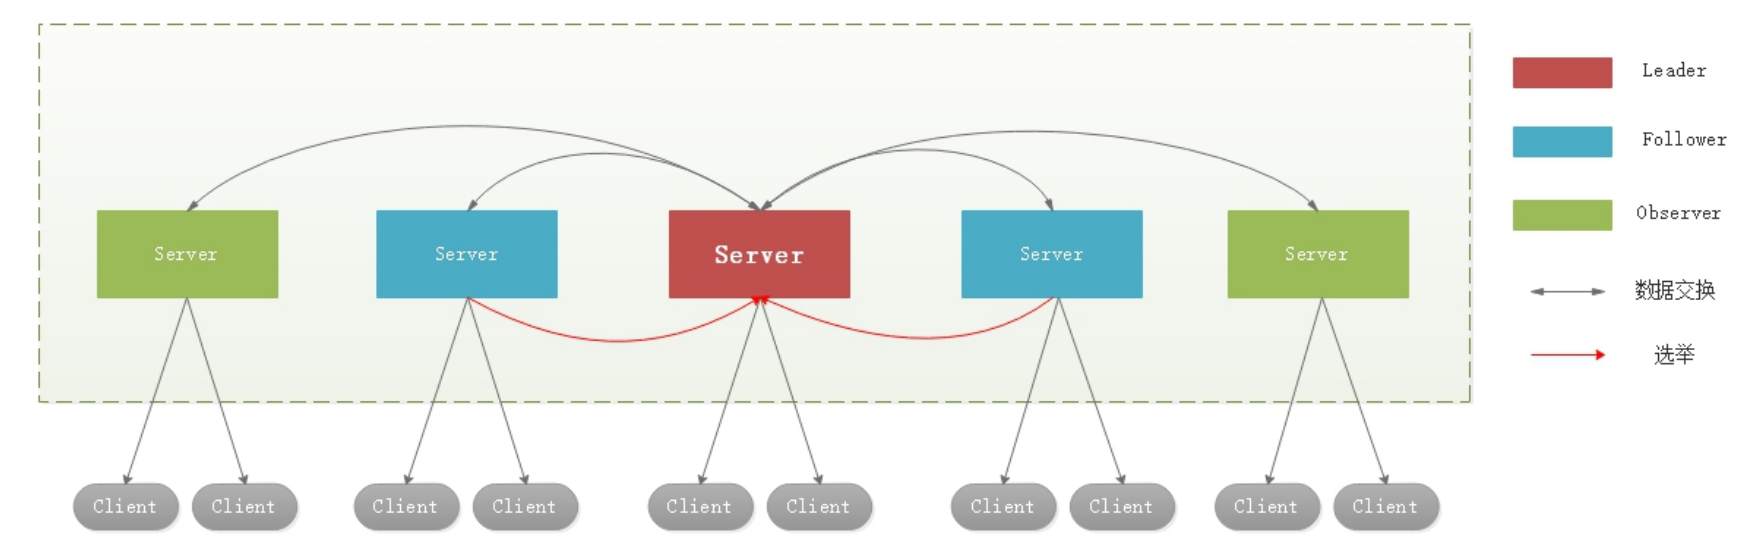 Server
Server
Server
Server
Server
Client
Client
Client
Client
Client
Client
Client
Client
Client
Client
Leader
Follower
Observer
数据交换
选举